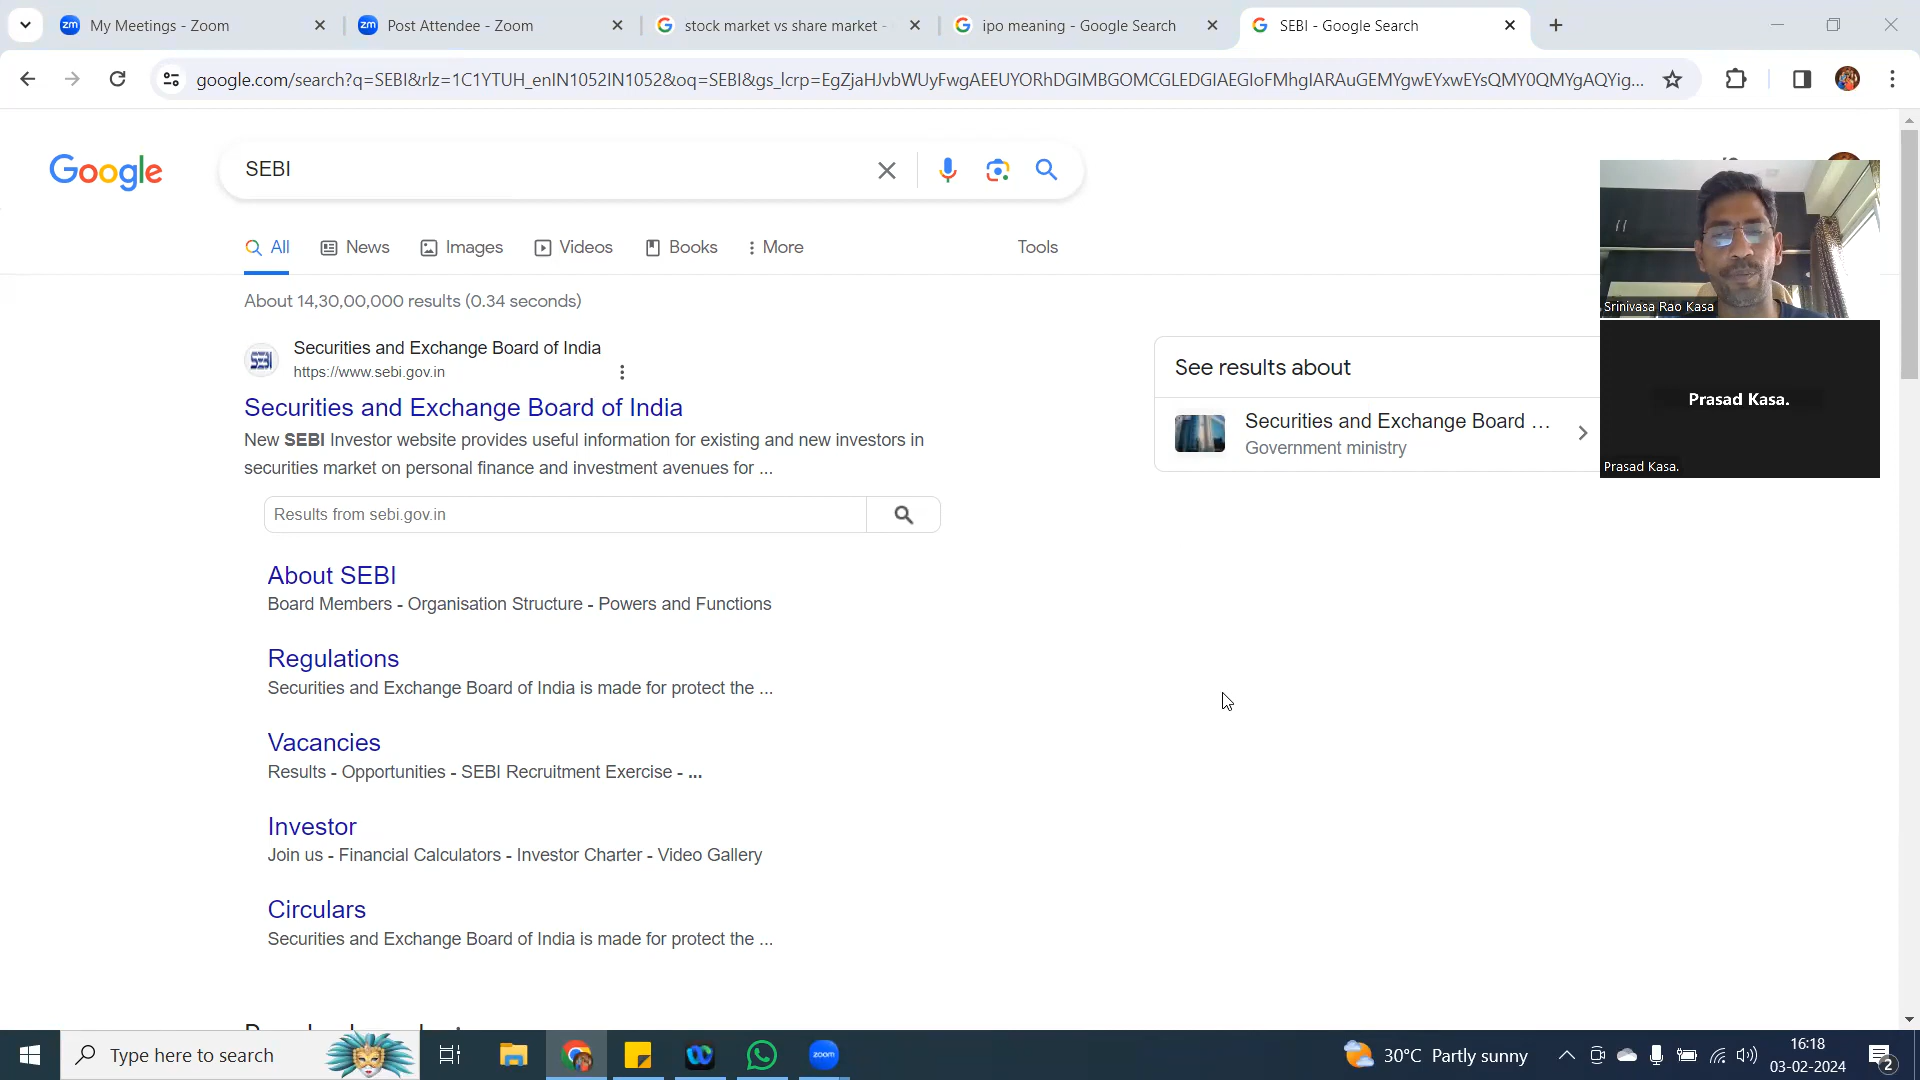 zm My Meetings - Zoom
zm Post Attendee - Zoom
stock market vs share market -
ipo meaning - Google Search
SEBI - Google Search
google.com/search?q=SEBI&rlz=1C1YTUH_enIN1052IN1052&oq=SEBI&gs_lcrp=EgZjaHJvbWUyFwgAEEUYORhDGIMBGOMCGLEDGIAEGIoFMhgIARAuGEMYgwEYxwEYsQMY0QMYgAQYig...
Google
SEBI
All
News
Images
Videos
Books
More
Tools
About 14,30,00,000 results (0.34 seconds)
SEBI
Securities and Exchange Board of India
https://www.sebi.gov.in
Securities and Exchange Board of India
New SEBI Investor website provides useful information for existing and new investors in
securities market on personal finance and investment avenues for ...
Results from sebi.gov.in
About SEBI
Board Members - Organisation Structure - Powers and Functions
Regulations
Securities and Exchange Board of India is made for protect the ...
Vacancies
Results - Opportunities - SEBI Recruitment Exercise - ...
Investor
Join us - Financial Calculators - Investor Charter - Video Gallery
Circulars
Securities and Exchange Board of India is made for protect the ...
See results about
Securities and Exchange Board ...
Government ministry
Srinivasa Rao Kasa
Prasad Kasa.
Prasad Kasa.
Type here to search
zoom
30°C Partly sunny
16:18
03-02-2024
2